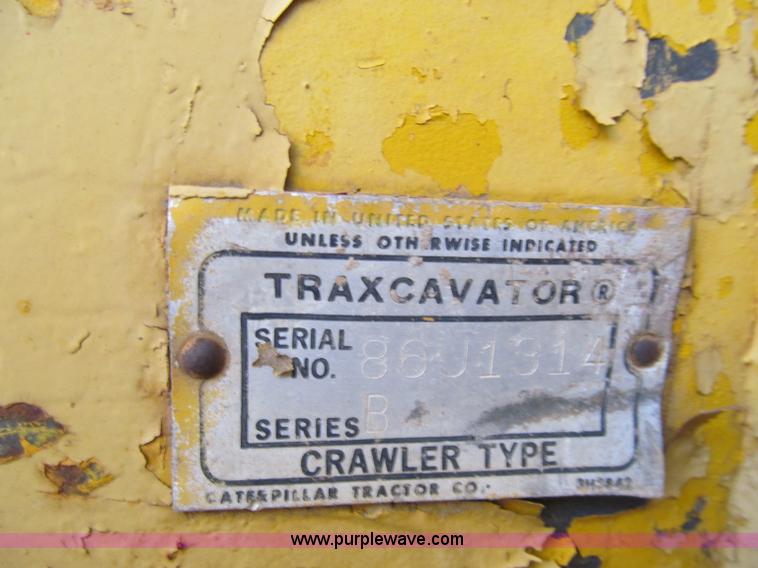 MADE IN UNITED STATES OF AMERICA
UNLESS OTH RWISE INDICATED
TRAXCAVATOR®
SERIAL NO. 86J1314
SERIES B
CRAWLER TYPE
CATERPILLAR TRACTOR CO. 3H5842
www.purplewave.com